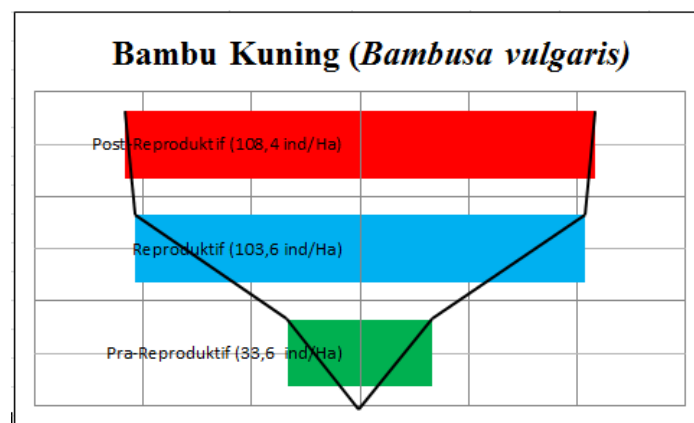 Bambu Kuning (Bambusa vulgaris)
Post-Reproduktif (108,4 ind/Ha)
Reproduktif (103,6 ind/Ha)
Pra-Reproduktif (33,6 ind/Ha)